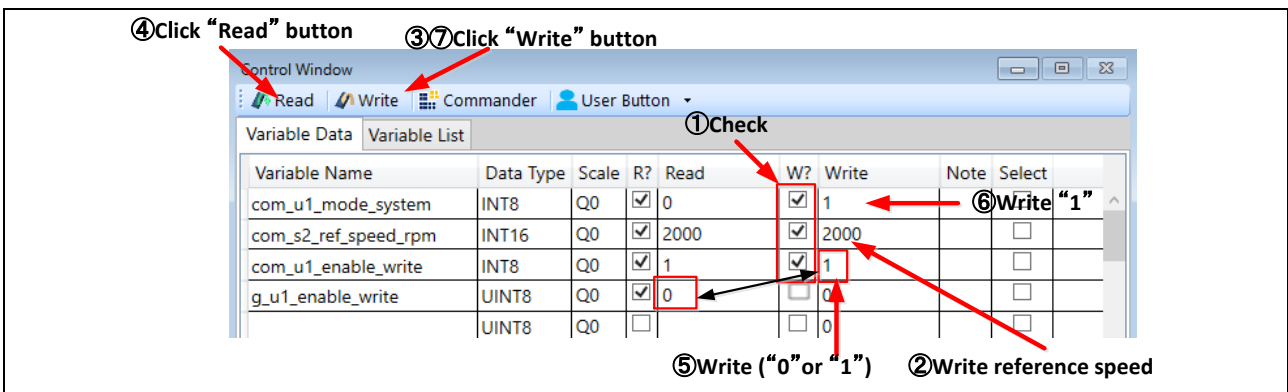 ④Click “Read” button
③⑦Click “Write” button
Control Window
Read Write Commander User Button
①Check
Variable Data Variable List
Variable Name Data Type Scale R? Read W? Write Note Select
com_u1_mode_system INT8 Q0 0 1
⑥Write “1”
com_s2_ref_speed_rpm INT16 Q0 2000 2000
com_u1_enable_write INT8 Q0 1 1
g_u1_enable_write UINT8 Q0 0 0
UINT8 Q0 0
⑤Write (“0”or “1”) ②Write reference speed